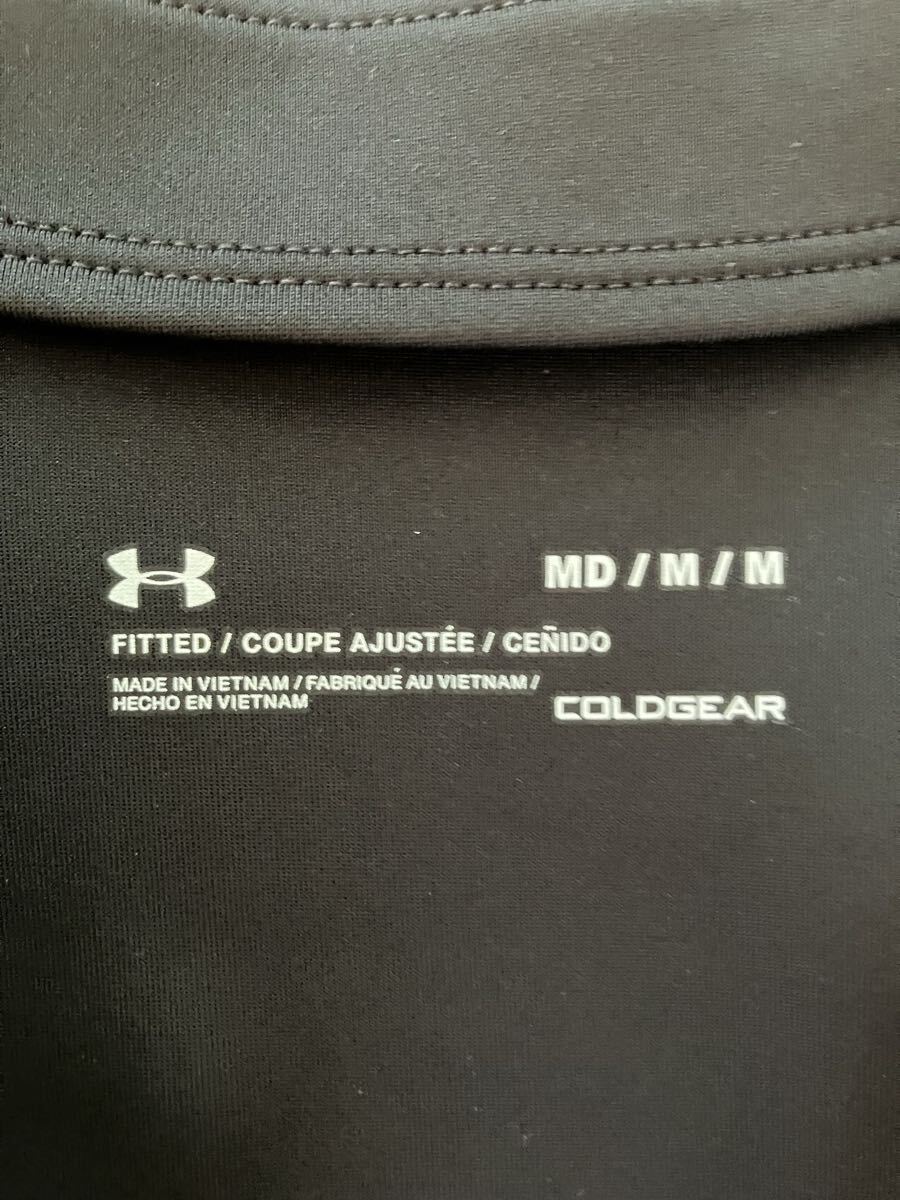 MD / M / M
FITTED / COUPE AJUSTÉE / CEÑIDO
MADE IN VIETNAM / FABRIQUÉ AU VIETNAM /
HECHO EN VIETNAM
COLDGEAR